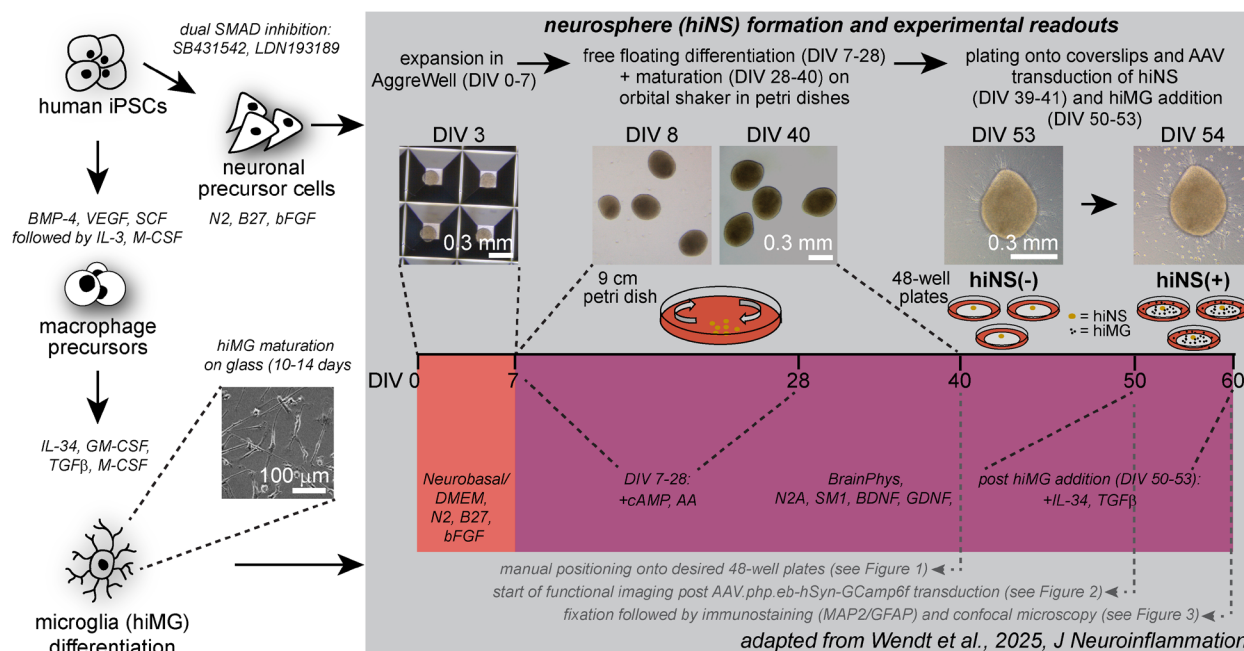 dual SMAD inhibition:
SB431542, LDN193189
human iPSCs
neuronal
precursor cells
N2, B27, bFGF
BMP-4, VEGF, SCF
followed by IL-3, M-CSF
macrophage
precursors
hiMG maturation
on glass (10-14 days
100 µm
IL-34, GM-CSF,
TGFβ, M-CSF
microglia (hiMG)
differentiation
neurosphere (hiNS) formation and experimental readouts
expansion in
AggreWell (DIV 0-7)
free floating differentiation (DIV 7-28)
+ maturation (DIV 28-40) on
orbital shaker in petri dishes
plating onto coverslips and AAV
transduction of hiNS
(DIV 39-41) and hiMG addition
(DIV 50-53)
DIV 3
DIV 8
DIV 40
DIV 53
DIV 54
0.3 mm
0.3 mm
0.3 mm
9 cm
petri dish
48-well
plates
hiNS(-)
hiNS(+)
= hiNS
= hiMG
DIV 0
7
28
40
50
60
Neurobasal/
DMEM,
N2, B27,
bFGF
DIV 7-28:
+cAMP, AA
BrainPhys,
N2A, SM1, BDNF, GDNF,
post hiMG addition (DIV 50-53):
+IL-34, TGFβ
manual positioning onto desired 48-well plates (see Figure 1)
start of functional imaging post AAV.php.eb-hSyn-GCamp6f transduction (see Figure 2)
fixation followed by immunostaining (MAP2/GFAP) and confocal microscopy (see Figure 3)
adapted from Wendt et al., 2025, J Neuroinflammation